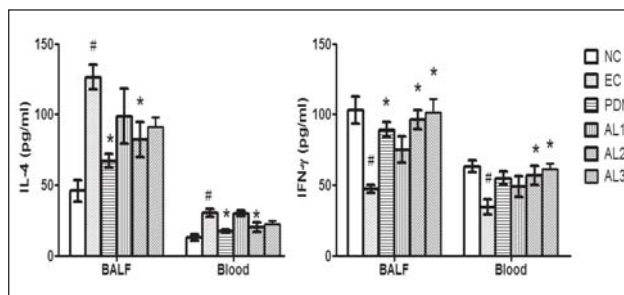 150
100
50
0
IL-4 (pg/ml)
#
*
*
#
*
*
BALF
Blood
150
100
50
0
IFN-γ (pg/ml)
#
*
*
*
#
*
*
BALF
Blood
NC
EC
AL1
AL2
AL3